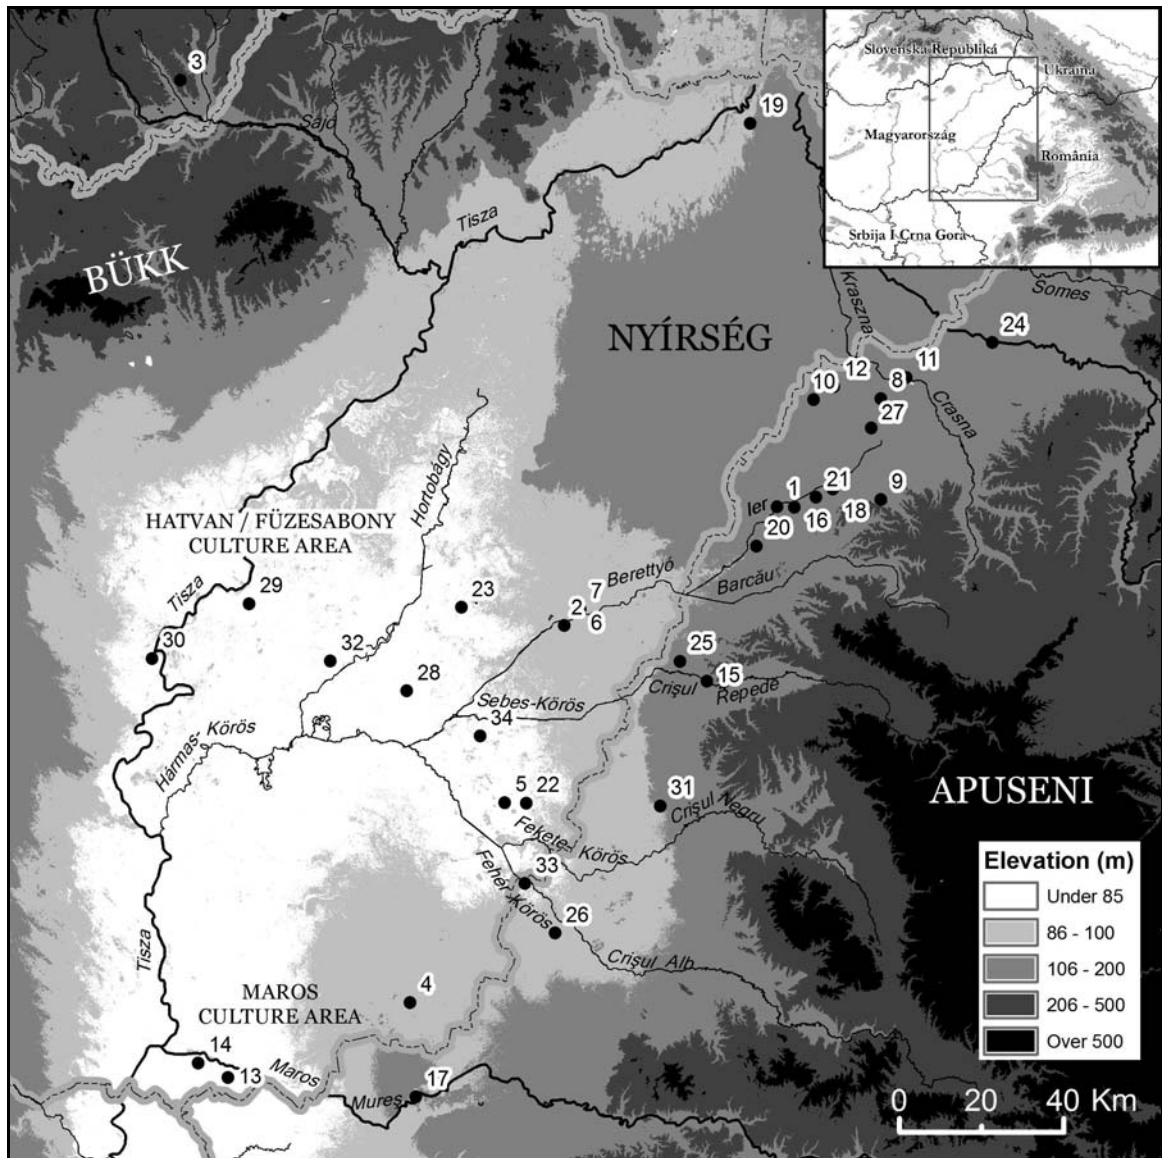 3
Sajó
19
Slovenska Republika
Ukraina
Magyarország
România
Srbija I Crna Gora
Tisza
BÜKK
Kraszna
Somes
24
NYÍRSÉG
12
11
10
8
27
Crasna
Hortobágy
21
Ier
1
9
16
18
20
HATVAN / FÜZESABONY
CULTURE AREA
Tisza
29
23
7
Berettyó
Barcău
2
6
30
32
28
25
15
Sebes-Körös
Crişul
Repede
34
Hármas- Körös
5
22
31
Crişul Negru
APUSENI
Fekete- Körös
33
Fehér-Körös
26
Crişul Alb
Tisza
4
MAROS
CULTURE AREA
14
13
Maros
17
Mureş
Elevation (m)
Under 85
86 - 100
106 - 200
206 - 500
Over 500
0 20 40 Km